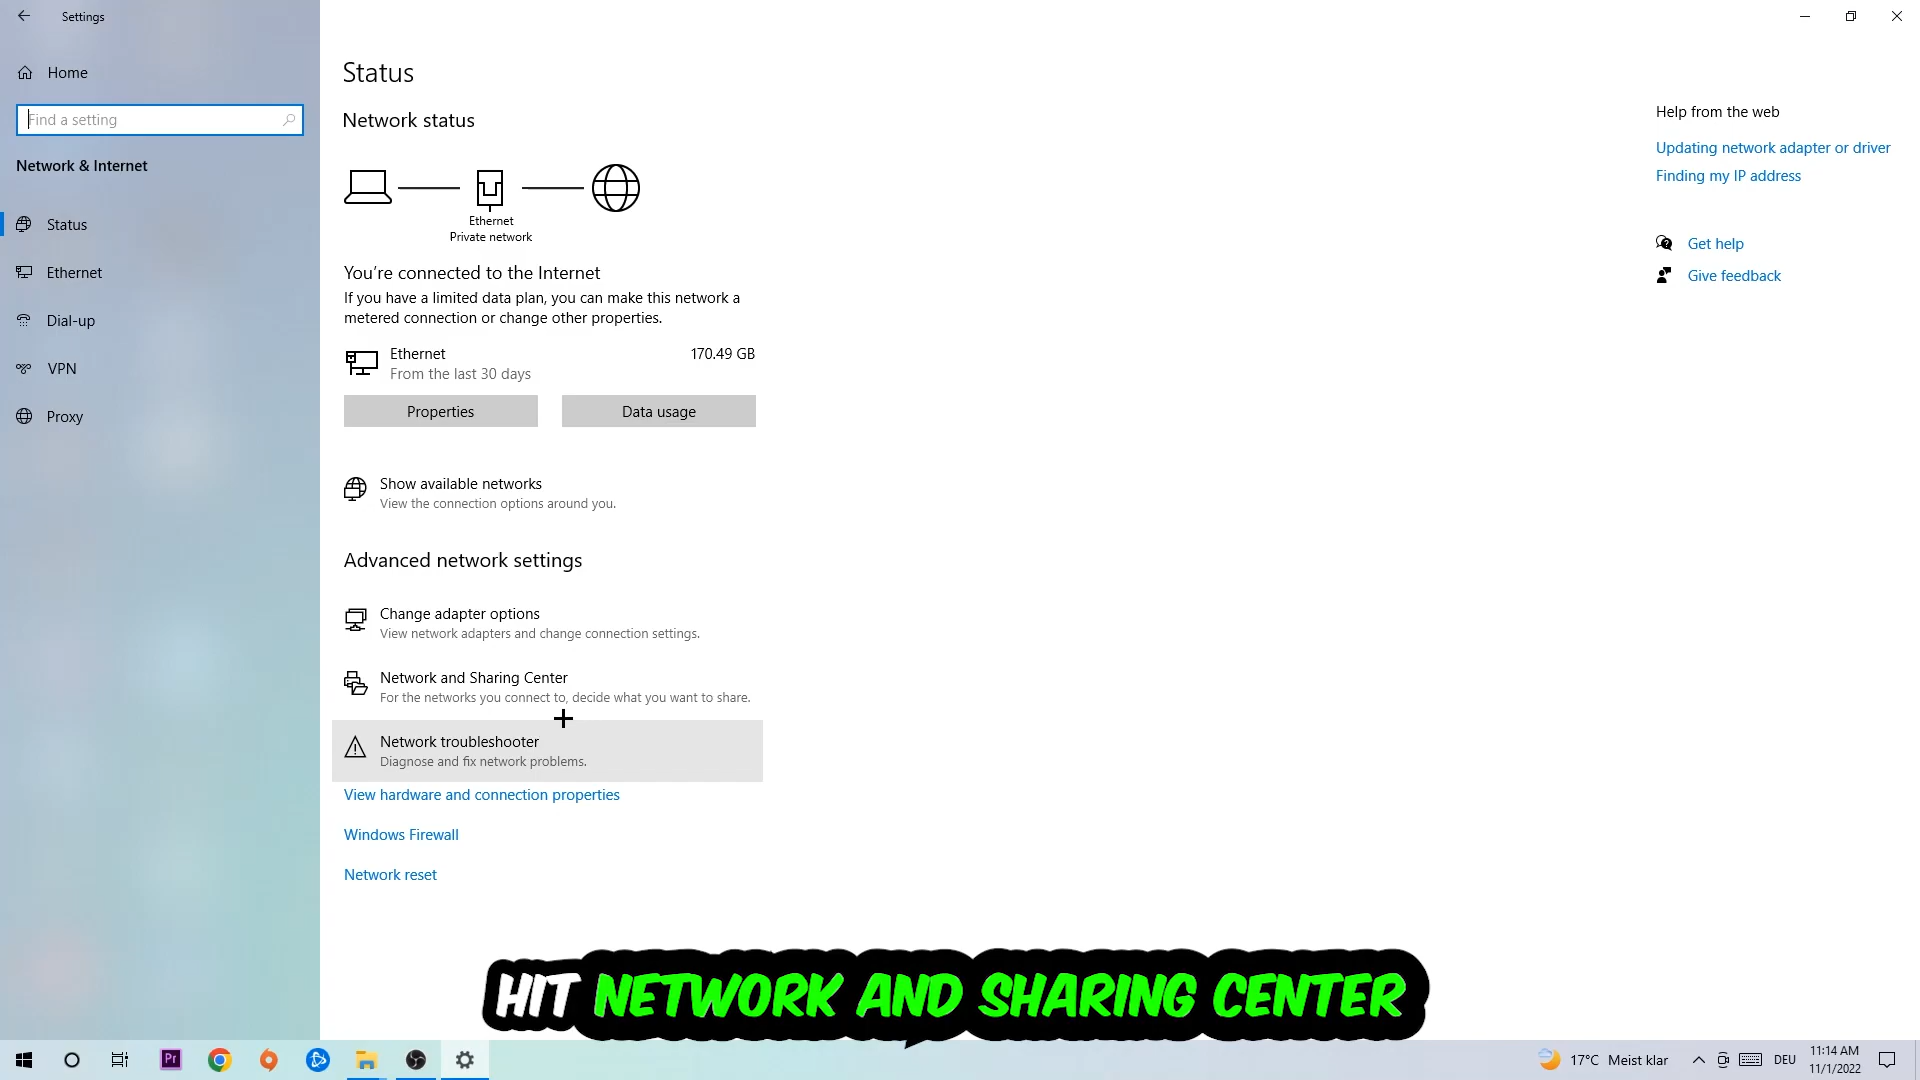 Settings
Home
Find a setting
Network & Internet
Status
Ethernet
Dial-up
VPN
Proxy
Status
Network status
Ethernet
Private network
You're connected to the Internet
If you have a limited data plan, you can make this network a
metered connection or change other properties.
Ethernet
170.49 GB
From the last 30 days
Properties
Data usage
Show available networks
View the connection options around you.
Advanced network settings
Change adapter options
View network adapters and change connection settings.
Network and Sharing Center
For the networks you connect to, decide what you want to share.
Network troubleshooter
Diagnose and fix network problems.
View hardware and connection properties
Windows Firewall
Network reset
Help from the web
Updating network adapter or driver
Finding my IP address
Get help
Give feedback
HIT NETWORK AND SHARING CENTER
Pr
17°C Meist klar
DEU
11:14 AM
11/1/2022